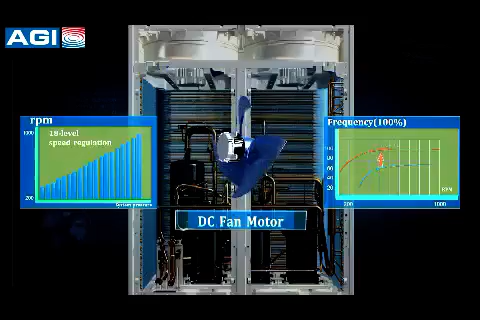 AGI
rpm
1000
18-level
speed regulation
200
System pressure
Frequency(100%)
100
80
60
40
20
RPM
200
1000
DC Fan Motor